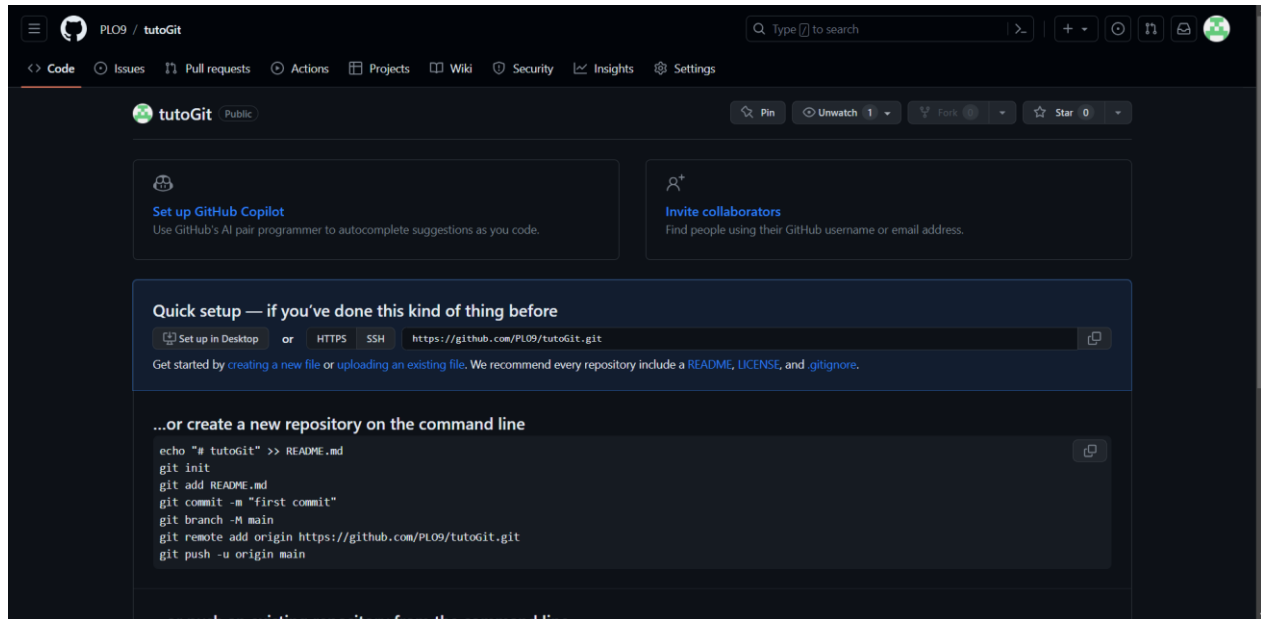 PLO9 / tutoGit
Type / to search
Code Issues Pull requests Actions Projects Wiki Security Insights Settings
tutoGit Public
Pin Unwatch 1 Fork 0 Star 0
Set up GitHub Copilot
Use GitHub's AI pair programmer to autocomplete suggestions as you code.
Invite collaborators
Find people using their GitHub username or email address.
Quick setup — if you've done this kind of thing before
Set up in Desktop or HTTPS SSH https://github.com/PLO9/tutoGit.git
Get started by creating a new file or uploading an existing file. We recommend every repository include a README, LICENSE, and .gitignore.
...or create a new repository on the command line
echo "# tutoGit" >> README.md
git init
git add README.md
git commit -m "first commit"
git branch -M main
git remote add origin https://github.com/PLO9/tutoGit.git
git push -u origin main